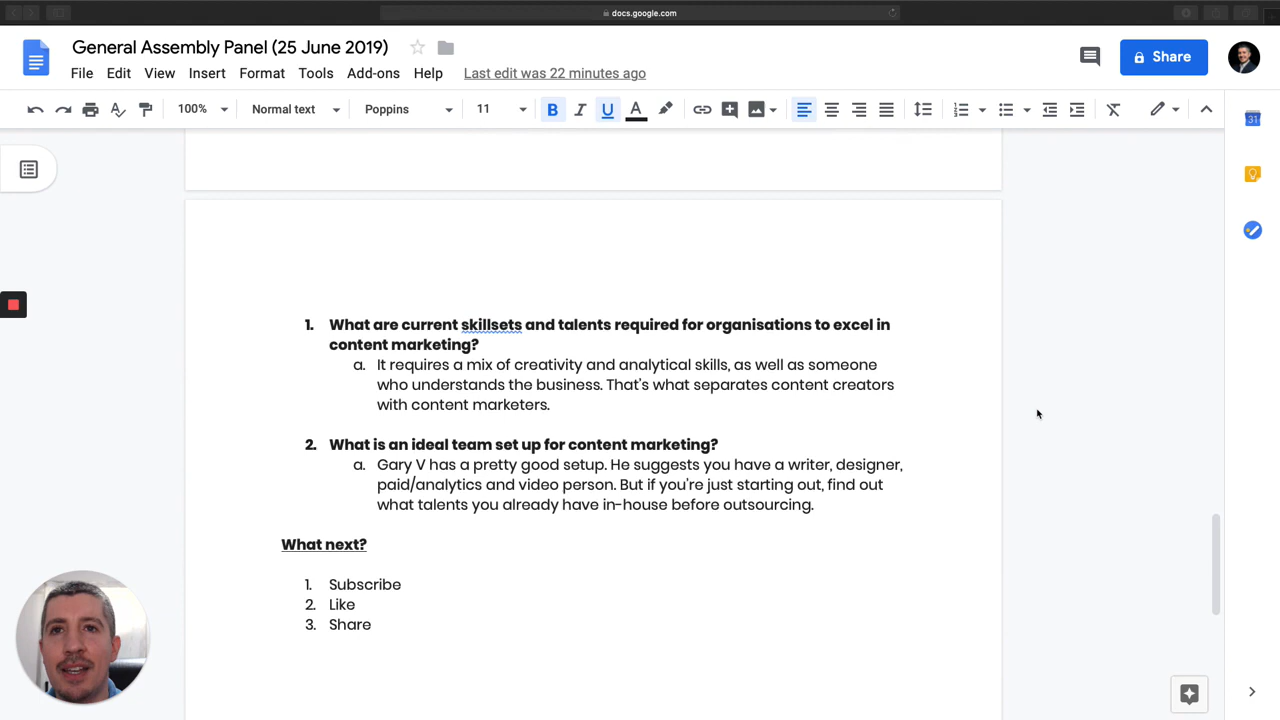 docs.google.com
General Assembly Panel (25 June 2019)
File Edit View Insert Format Tools Add-ons Help Last edit was 22 minutes ago
Share
100% Normal text Poppins 11 B I U A
31
1. What are current skillsets and talents required for organisations to excel in
content marketing?
a. It requires a mix of creativity and analytical skills, as well as someone
who understands the business. That's what separates content creators
with content marketers.
2. What is an ideal team set up for content marketing?
a. Gary V has a pretty good setup. He suggests you have a writer, designer,
paid/analytics and video person. But if you're just starting out, find out
what talents you already have in-house before outsourcing.
What next?
1. Subscribe
2. Like
3. Share